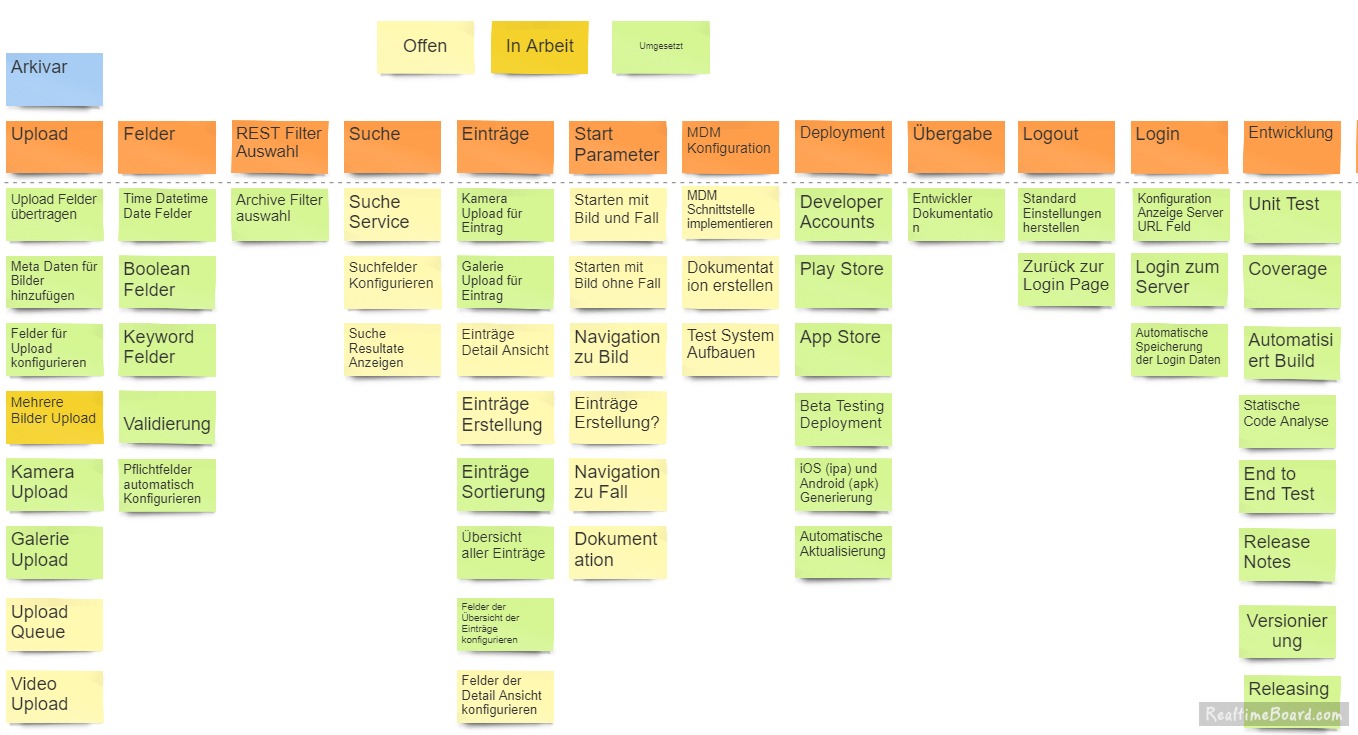 Offen
In Arbeit
Umgesetzt
Arkivar
Upload
Felder
REST Filter
Auswahl
Suche
Einträge
Start
Parameter
MDM
Konfiguration
Deployment
Übergabe
Logout
Login
Entwicklung
Upload Felder
übertragen
Time Datetime
Date Felder
Archive Filter
auswahl
Suche
Service
Kamera
Upload für
Eintrag
Starten mit
Bild und Fall
MDM
Schnittstelle
implementieren
Developer
Accounts
Entwickler
Dokumentatio
n
Standard
Einstellungen
herstellen
Konfiguration
Anzeige Server
URL Feld
Unit Test
Meta Daten für
Bilder
hinzufügen
Boolean
Felder
Suchfelder
Konfigurieren
Galerie
Upload für
Eintrag
Starten mit
Bild ohne Fall
Dokumentat
ion erstellen
Play Store
Zurück zur
Login Page
Login zum
Server
Coverage
Felder für
Upload
konfigurieren
Keyword
Felder
Suche
Resultate
Anzeigen
Einträge
Detail Ansicht
Navigation
zu Bild
Test System
Aufbauen
App Store
Automatische
Speicherung
der Login Daten
Automatisi
ert Build
Mehrere
Bilder Upload
Validierung
Einträge
Erstellung
Einträge
Erstellung?
Beta Testing
Deployment
Statische
Code Analyse
Kamera
Upload
Pflichtfelder
automatisch
Konfigurieren
Einträge
Sortierung
Navigation
zu Fall
iOS (ipa) und
Android (apk)
Generierung
End to
End Test
Galerie
Upload
Übersicht
aller Einträge
Dokument
ation
Automatische
Aktualisierung
Release
Notes
Upload
Queue
Felder der
Übersicht der
Einträge
konfigurieren
Versionier
ung
Video
Upload
Felder der
Detail Ansicht
konfigurieren
Releasing
RealtimeBoard.com